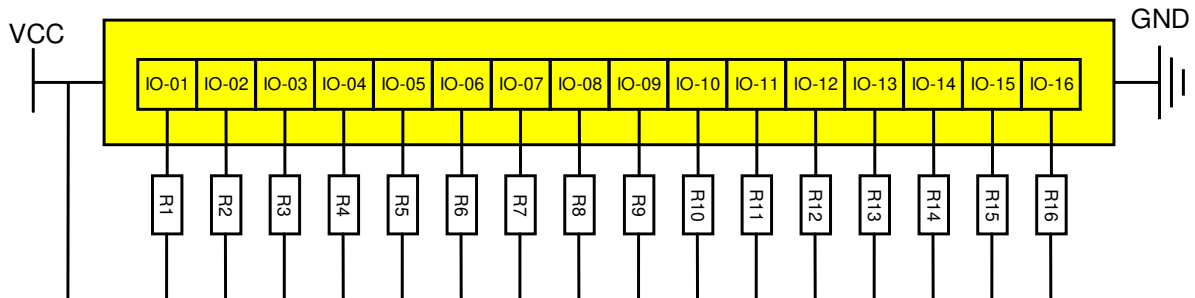 VCC
GND
IO-01 IO-02 IO-03 IO-04 IO-05 IO-06 IO-07 IO-08 IO-09 IO-10 IO-11 IO-12 IO-13 IO-14 IO-15 IO-16
R1 R2 R3 R4 R5 R6 R7 R8 R9 R10 R11 R12 R13 R14 R15 R16